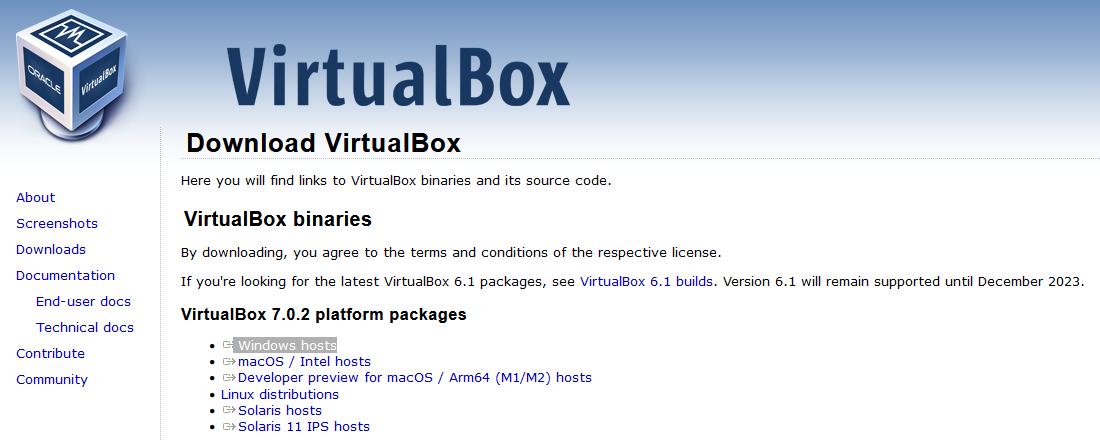 ORACLE
VirtualBox
VirtualBox
Download VirtualBox
Here you will find links to VirtualBox binaries and its source code.
About
Screenshots
Downloads
Documentation
End-user docs
Technical docs
Contribute
Community
VirtualBox binaries
By downloading, you agree to the terms and conditions of the respective license.
If you're looking for the latest VirtualBox 6.1 packages, see VirtualBox 6.1 builds. Version 6.1 will remain supported until December 2023.
VirtualBox 7.0.2 platform packages
Windows hosts
macOS / Intel hosts
Developer preview for macOS / Arm64 (M1/M2) hosts
Linux distributions
Solaris hosts
Solaris 11 IPS hosts